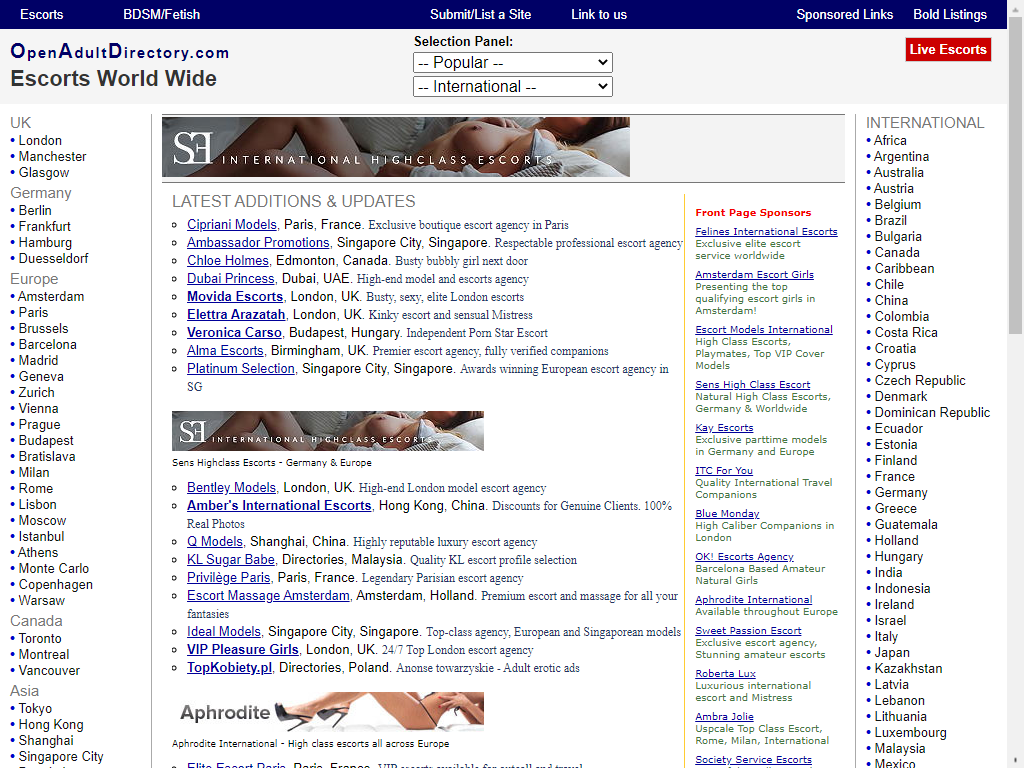 Escorts
BDSM/Fetish
Submit/List a Site
Link to us
Sponsored Links
Bold Listings
OpenAdultDirectory.com
Escorts World Wide
Selection Panel:
-- Popular --
-- International --
Live Escorts
UK
• London
• Manchester
• Glasgow
Germany
• Berlin
• Frankfurt
• Hamburg
• Duesseldorf
Europe
• Amsterdam
• Paris
• Brussels
• Barcelona
• Madrid
• Geneva
• Zurich
• Vienna
• Prague
• Budapest
• Bratislava
• Milan
• Rome
• Lisbon
• Moscow
• Istanbul
• Athens
• Monte Carlo
• Copenhagen
• Warsaw
Canada
• Toronto
• Montreal
• Vancouver
Asia
• Tokyo
• Hong Kong
• Shanghai
• Singapore City
SH INTERNATIONAL HIGHCLASS ESCORTS
LATEST ADDITIONS & UPDATES
Cipriani Models, Paris, France. Exclusive boutique escort agency in Paris
Ambassador Promotions, Singapore City, Singapore. Respectable professional escort agency
Chloe Holmes, Edmonton, Canada. Busty bubbly girl next door
Dubai Princess, Dubai, UAE. High-end model and escorts agency
Movida Escorts, London, UK. Busty, sexy, elite London escorts
Elettra Arazatah, London, UK. Kinky escort and sensual Mistress
Veronica Carso, Budapest, Hungary. Independent Porn Star Escort
Alma Escorts, Birmingham, UK. Premier escort agency, fully verified companions
Platinum Selection, Singapore City, Singapore. Awards winning European escort agency in
SG
SH INTERNATIONAL HIGHCLASS ESCORTS
Sens Highclass Escorts - Germany & Europe
Bentley Models, London, UK. High-end London model escort agency
Amber's International Escorts, Hong Kong, China. Discounts for Genuine Clients. 100%
Real Photos
Q Models, Shanghai, China. Highly reputable luxury escort agency
KL Sugar Babe, Directories, Malaysia. Quality KL escort profile selection
Privilège Paris, Paris, France. Legendary Parisian escort agency
Escort Massage Amsterdam, Amsterdam, Holland. Premium escort and massage for all your
fantasies
Ideal Models, Singapore City, Singapore. Top-class agency, European and Singaporean models
VIP Pleasure Girls, London, UK. 24/7 Top London escort agency
TopKobiety.pl, Directories, Poland. Anonse towarzyskie - Adult erotic ads
Aphrodite
Aphrodite International - High class escorts all across Europe
Elite Escort Paris, Paris, France. VIP escorts available for outcall and travel
Front Page Sponsors
Felines International Escorts
Exclusive elite escort
service worldwide
Amsterdam Escort Girls
Presenting the top
qualifying escort girls in
Amsterdam!
Escort Models International
High Class Escorts,
Playmates, Top VIP Cover
Models
Sens High Class Escort
Natural High Class Escorts,
Germany & Worldwide
Kay Escorts
Exclusive parttime models
in Germany and Europe
ITC For You
Quality International Travel
Companions
Blue Monday
High Caliber Companions in
London
OK! Escorts Agency
Barcelona Based Amateur
Natural Girls
Aphrodite International
Available throughout Europe
Sweet Passion Escort
Exclusive escort agency,
Stunning amateur escorts
Roberta Lux
Luxurious international
escort and Mistress
Ambra Jolie
Uspcale Top Class Escort,
Rome, Milan, International
Society Service Escorts
INTERNATIONAL
• Africa
• Argentina
• Australia
• Austria
• Belgium
• Brazil
• Bulgaria
• Canada
• Caribbean
• Chile
• China
• Colombia
• Costa Rica
• Croatia
• Cyprus
• Czech Republic
• Denmark
• Dominican Republic
• Ecuador
• Estonia
• Finland
• France
• Germany
• Greece
• Guatemala
• Holland
• Hungary
• India
• Indonesia
• Ireland
• Israel
• Italy
• Japan
• Kazakhstan
• Latvia
• Lebanon
• Lithuania
• Luxembourg
• Malaysia
• Mexico